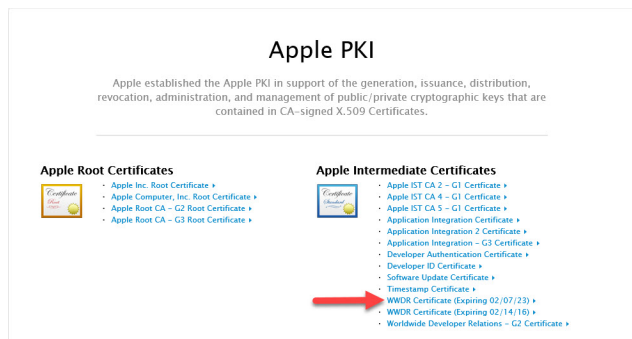 Apple PKI
Apple established the Apple PKI in support of the generation, issuance, distribution,
revocation, administration, and management of public/private cryptographic keys that are
contained in CA-signed X.509 Certificates.
Apple Root Certificates
Certificate
Root
Apple Inc. Root Certificate
Apple Computer, Inc. Root Certificate
Apple Root CA - G2 Root Certificate
Apple Root CA - G3 Root Certificate
Apple Intermediate Certificates
Certificate
Standard
Apple IST CA 2 - G1 Certficate
Apple IST CA 4 - G1 Certficate
Apple IST CA 5 - G1 Certficate
Application Integration Certificate
Application Integration 2 Certificate
Application Integration - G3 Certificate
Developer Authentication Certificate
Developer ID Certificate
Software Update Certificate
Timestamp Certificate
WWDR Certificate (Expiring 02/07/23)
WWDR Certificate (Expiring 02/14/16)
Worldwide Developer Relations - G2 Certificate